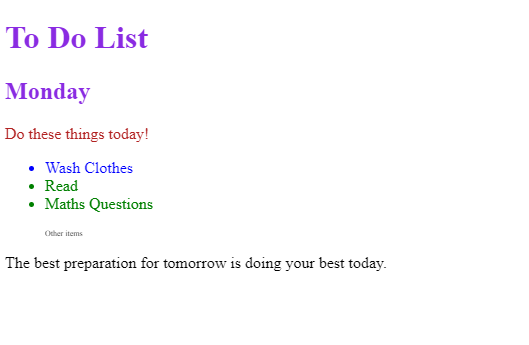 To Do List
Monday
Do these things today!
Wash Clothes
Read
Maths Questions
Other items
The best preparation for tomorrow is doing your best today.